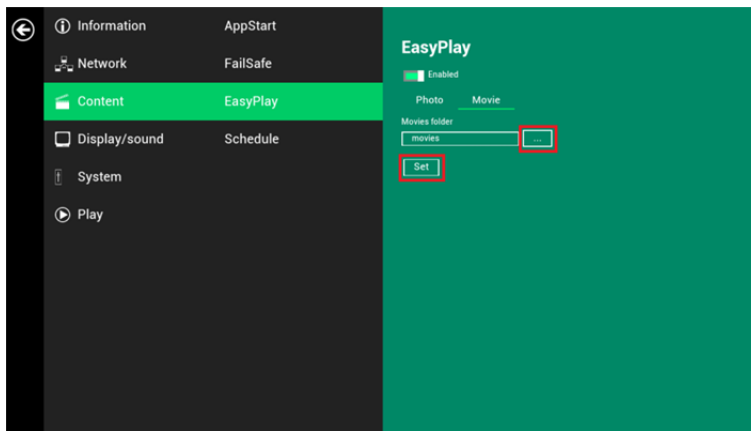 Information
Network
Content
Display/sound
System
Play
AppStart
FailSafe
EasyPlay
Schedule
EasyPlay
Enabled
Photo Movie
Movies folder
movies ...
Set